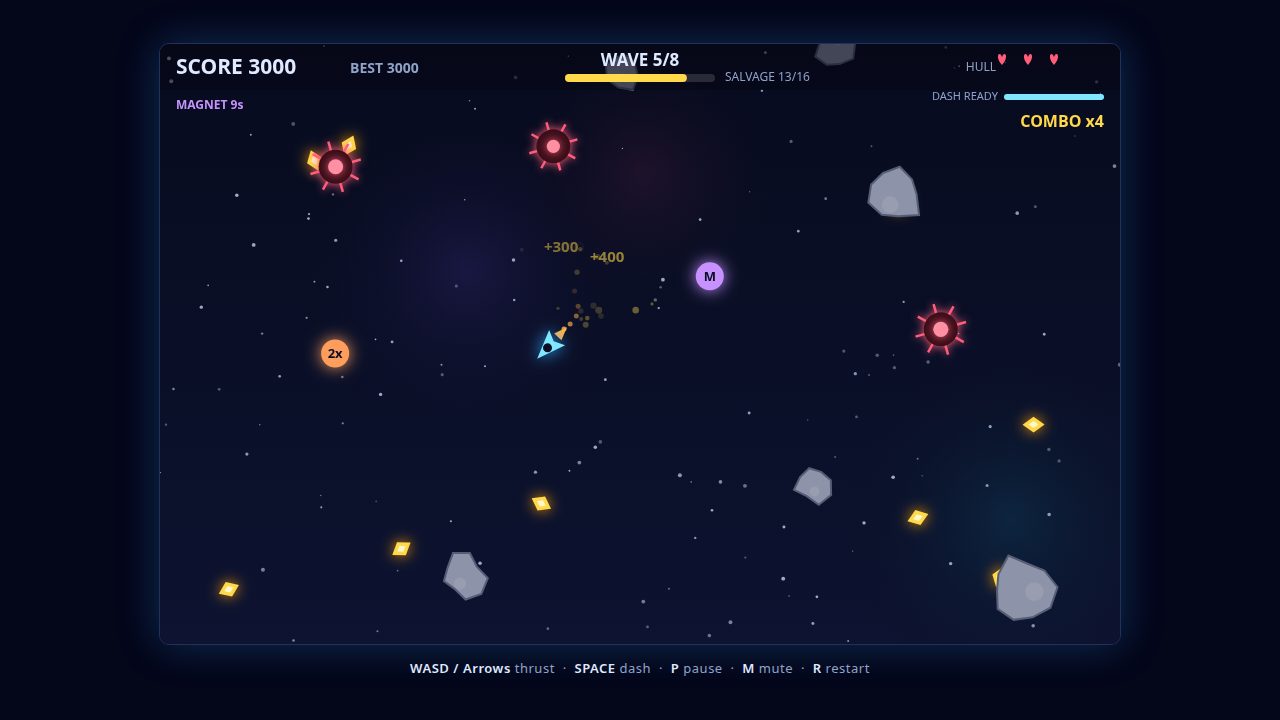 SCORE 3000
BEST 3000
WAVE 5/8
SALVAGE 13/16
HULL
MAGNET 9s
DASH READY
COMBO x4
+300
+400
M
2x
WASD / Arrows thrust · SPACE dash · P pause · M mute · R restart